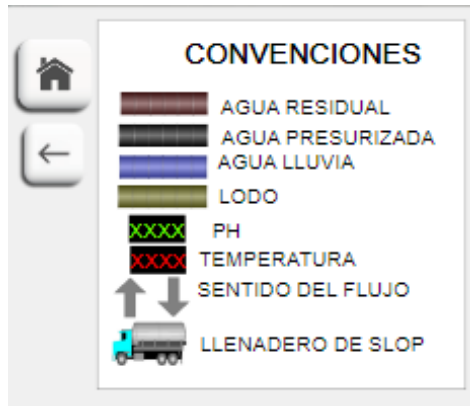 CONVENCIONES
AGUA RESIDUAL
AGUA PRESURIZADA
AGUA LLUVIA
LODO
XXXX PH
XXXX TEMPERATURA
SENTIDO DEL FLUJO
LLENADERO DE SLOP